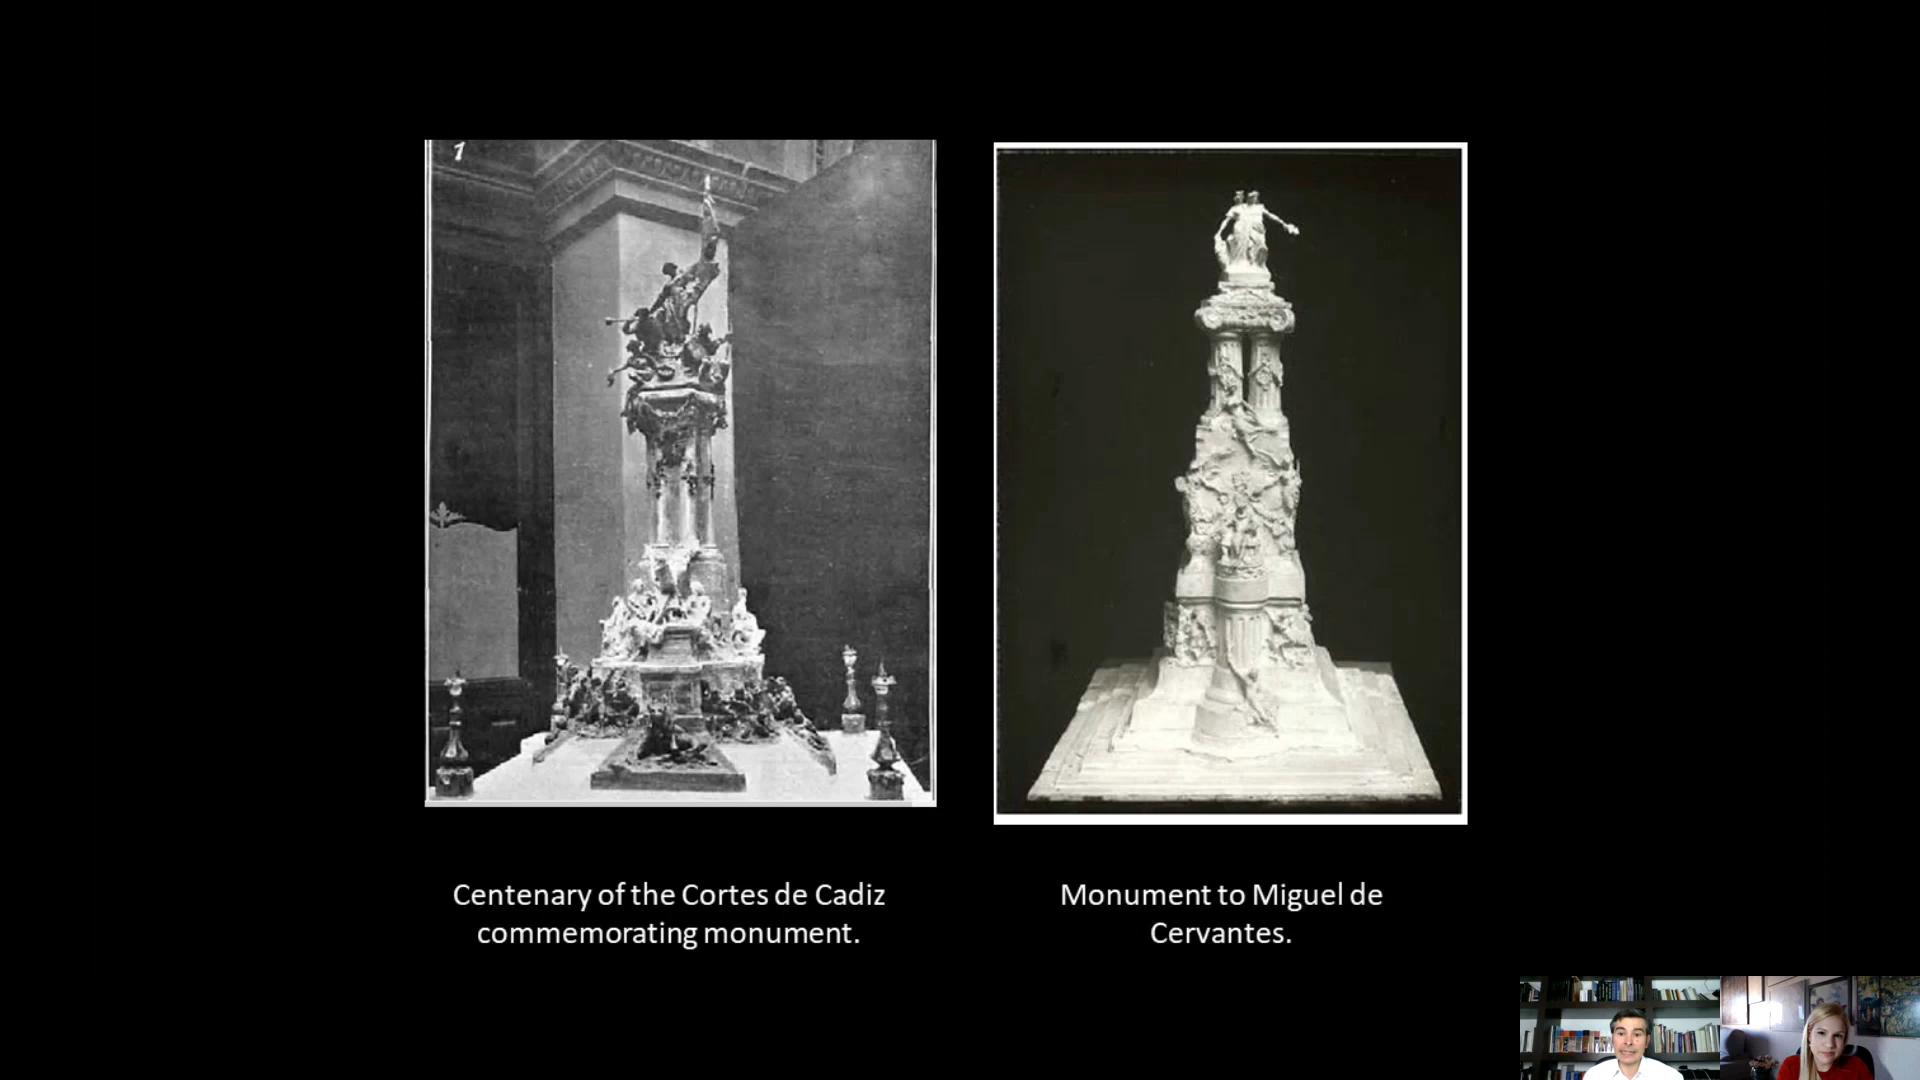 1
Centenary of the Cortes de Cadiz
commemorating monument.
Monument to Miguel de
Cervantes.